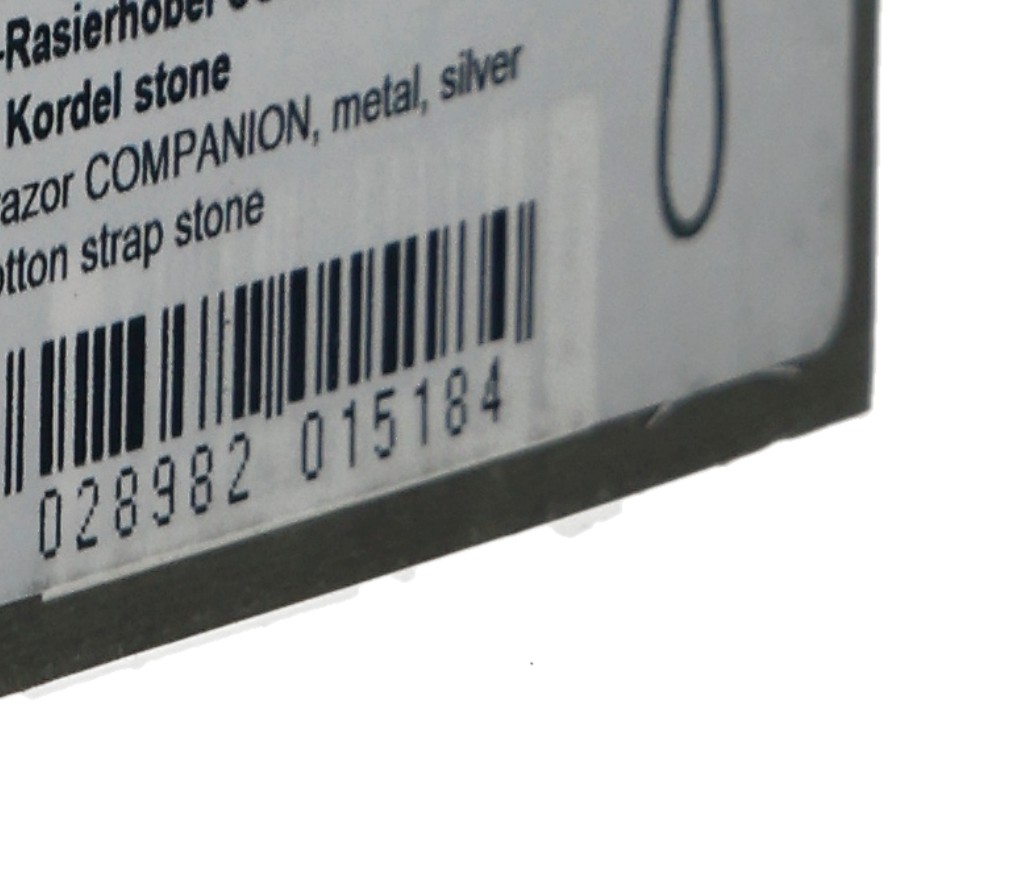 -Rasierhobel
Kordel stone
azor COMPANION, metal, silver
otton strap stone
028982 015184